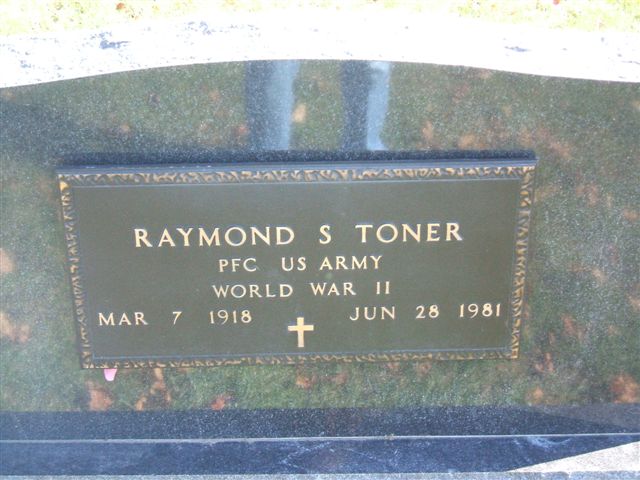 RAYMOND S TONER
PFC US ARMY
WORLD WAR II
MAR 7 1918 JUN 28 1981